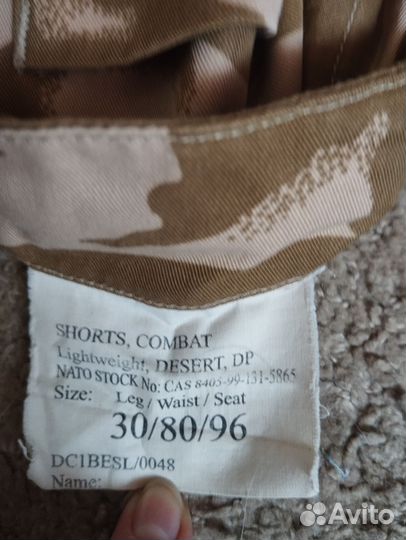 SHORTS, COMBAT
Lightweight, DESERT, DP
NATO STOCK No: CAS 8405-99-131-5865
Size: Leg / Waist / Seat
30/80/96
DC1BESL/0048
Name:
Avito